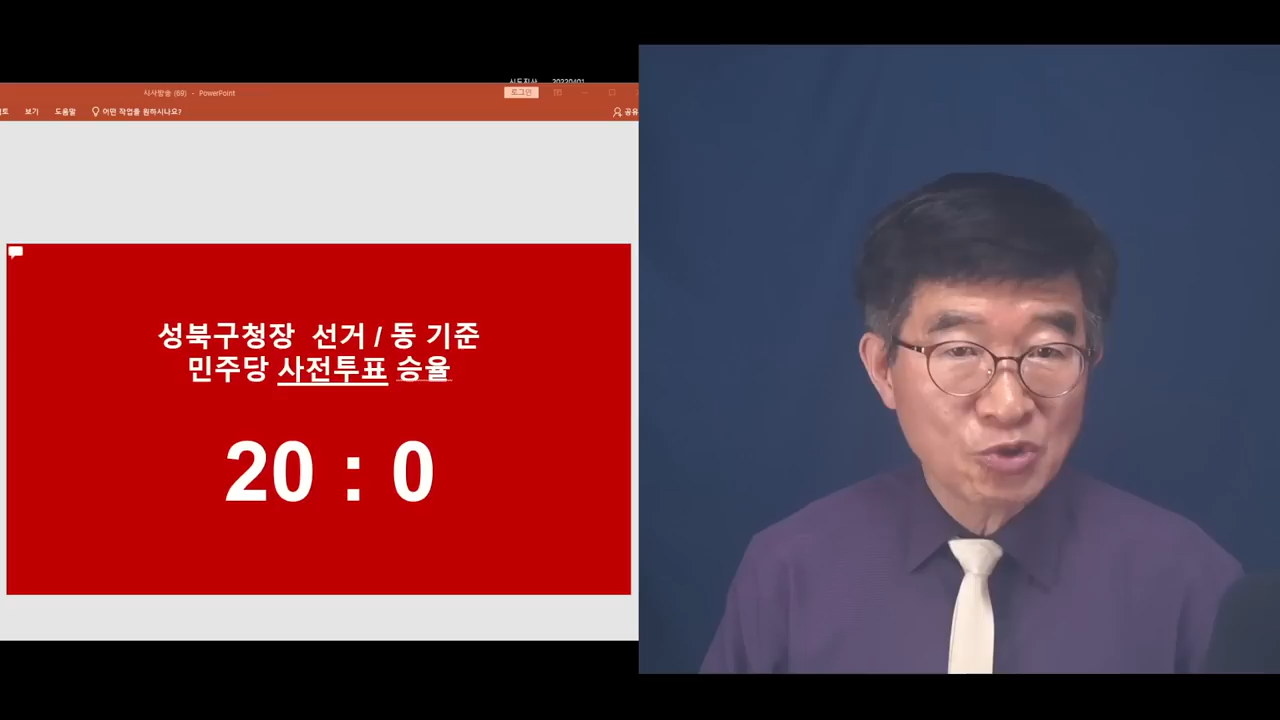 시사방송 (69) - PowerPoint
로그인
보기 도움말 어떤 작업을 원하시나요? 공유
성북구청장 선거 / 동 기준
민주당 사전투표 승율
20 : 0